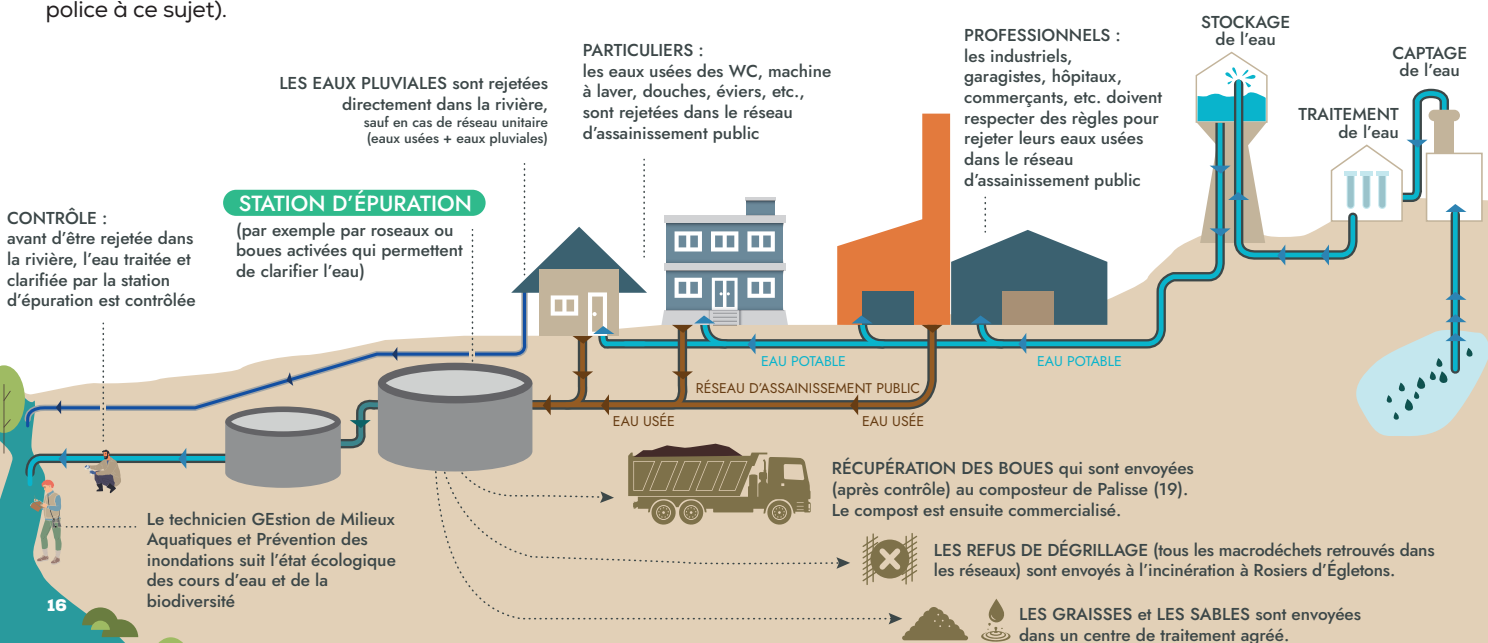 police à ce sujet).
STOCKAGE
de l'eau
CAPTAGE
de l'eau
TRAITEMENT
de l'eau
PROFESSIONNELS :
les industriels,
garagistes, hôpitaux,
commerçants, etc. doivent
respecter des règles pour
rejeter leurs eaux usées
dans le réseau
d'assainissement public
PARTICULIERS :
les eaux usées des WC, machine
à laver, douches, éviers, etc.,
sont rejetées dans le réseau
d'assainissement public
LES EAUX PLUVIALES sont rejetées
directement dans la rivière,
sauf en cas de réseau unitaire
(eaux usées + eaux pluviales)
STATION D'ÉPURATION
(par exemple par roseaux ou
boues activées qui permettent
de clarifier l'eau)
CONTRÔLE :
avant d'être rejetée dans
la rivière, l'eau traitée et
clarifiée par la station
d'épuration est contrôlée
EAU POTABLE
EAU POTABLE
RÉSEAU D'ASSAINISSEMENT PUBLIC
EAU USÉE
EAU USÉE
RÉCUPÉRATION DES BOUES qui sont envoyées
(après contrôle) au composteur de Palisse (19).
Le compost est ensuite commercialisé.
LES REFUS DE DÉGRILLAGE (tous les macrodéchets retrouvés dans
les réseaux) sont envoyés à l'incinération à Rosiers d'Égletons.
LES GRAISSES et LES SABLES sont envoyées
dans un centre de traitement agréé.
Le technicien GEstion de Milieux
Aquatiques et Prévention des
inondations suit l'état écologique
des cours d'eau et de la
biodiversité
16